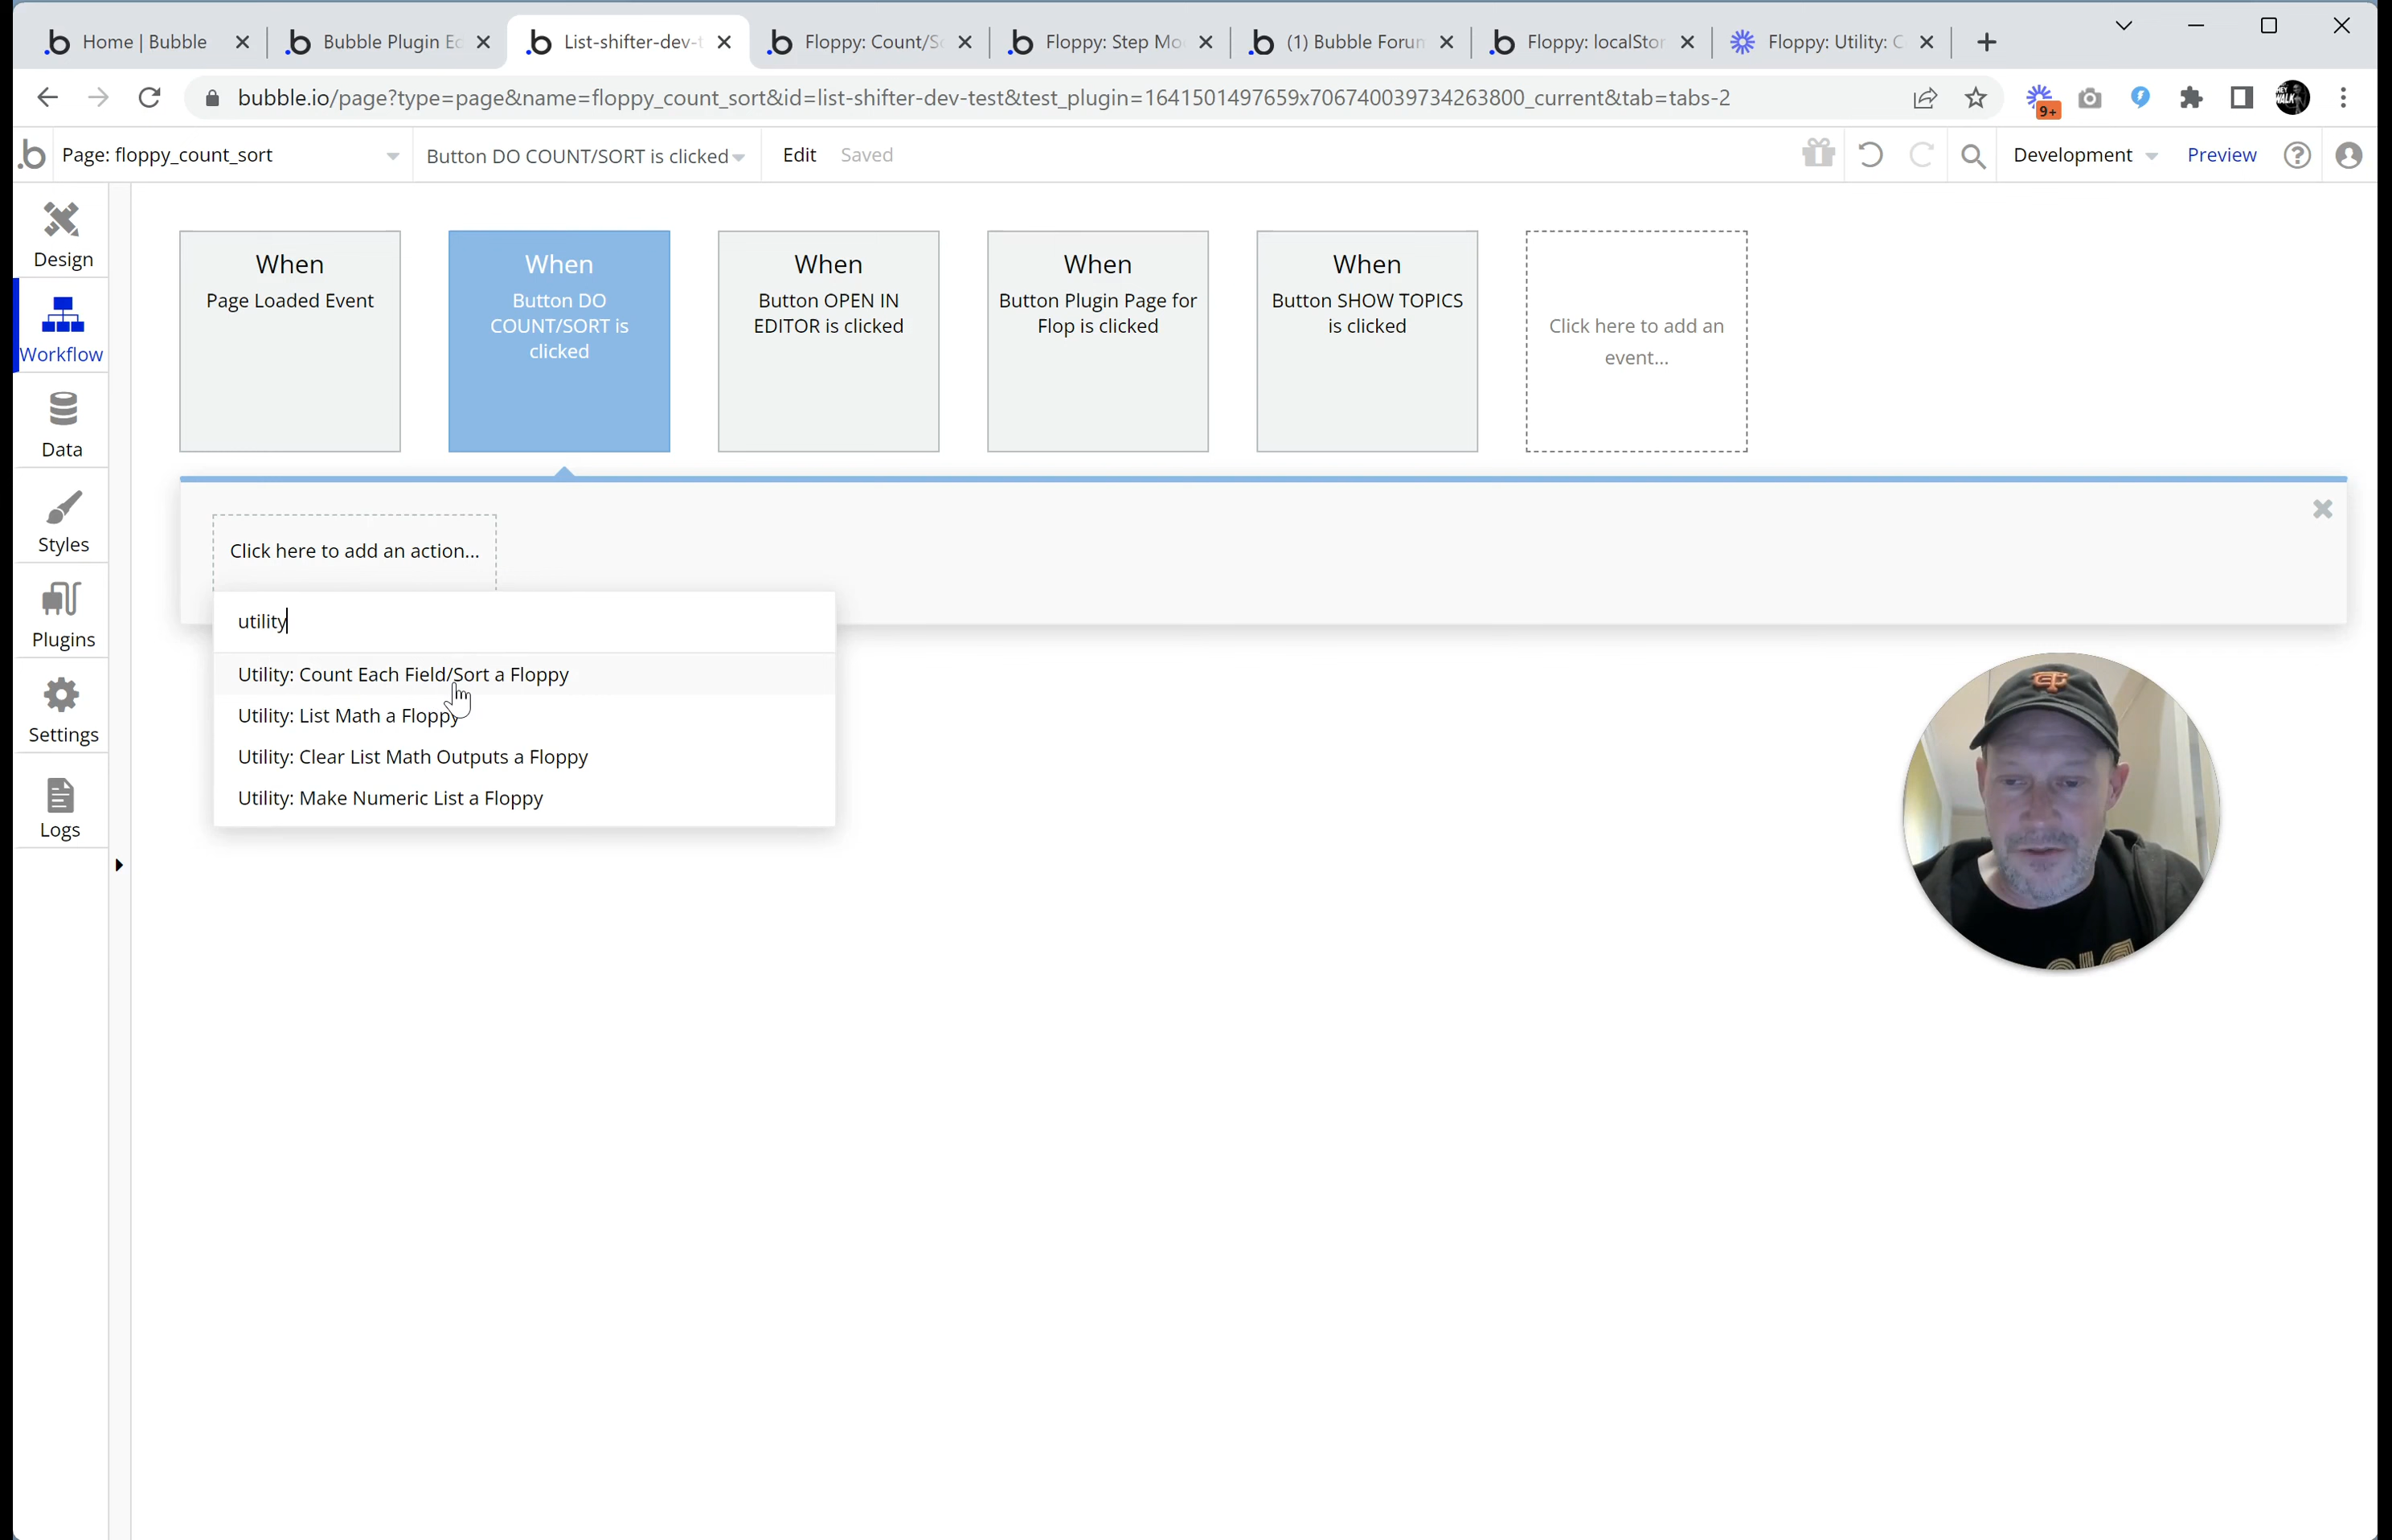 Home | Bubble
Bubble Plugin Ec
List-shifter-dev-t
Floppy: Count/So
Floppy: Step Mo
(1) Bubble Forum
Floppy: localStor
Floppy: Utility: C
bubble.io/page?type=page&name=floppy_count_sort&id=list-shifter-dev-test&test_plugin=1641501497659x706740039734263800_current&tab=tabs-2
9+
Page: floppy_count_sort
Button DO COUNT/SORT is clicked
Edit
Saved
Development
Preview
Design
Workflow
Data
Styles
Plugins
Settings
Logs
When
Page Loaded Event
When
Button DO
COUNT/SORT is
clicked
When
Button OPEN IN
EDITOR is clicked
When
Button Plugin Page for
Flop is clicked
When
Button SHOW TOPICS
is clicked
Click here to add an
event...
Click here to add an action...
utility
Utility: Count Each Field/Sort a Floppy
Utility: List Math a Floppy
Utility: Clear List Math Outputs a Floppy
Utility: Make Numeric List a Floppy